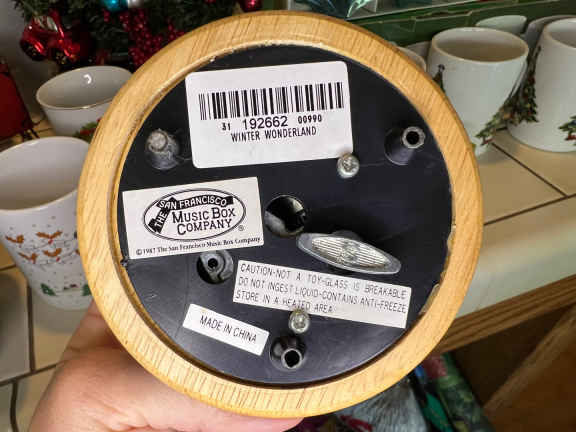 31 192662 00990
WINTER WONDERLAND
THE SAN FRANCISCO
MUSIC BOX
COMPANY ®
© 1987 The San Francisco Music Box Company
CAUTION-NOT A TOY-GLASS IS BREAKABLE
DO NOT INGEST LIQUID-CONTAINS ANTI-FREEZE
STORE IN A HEATED AREA
MADE IN CHINA